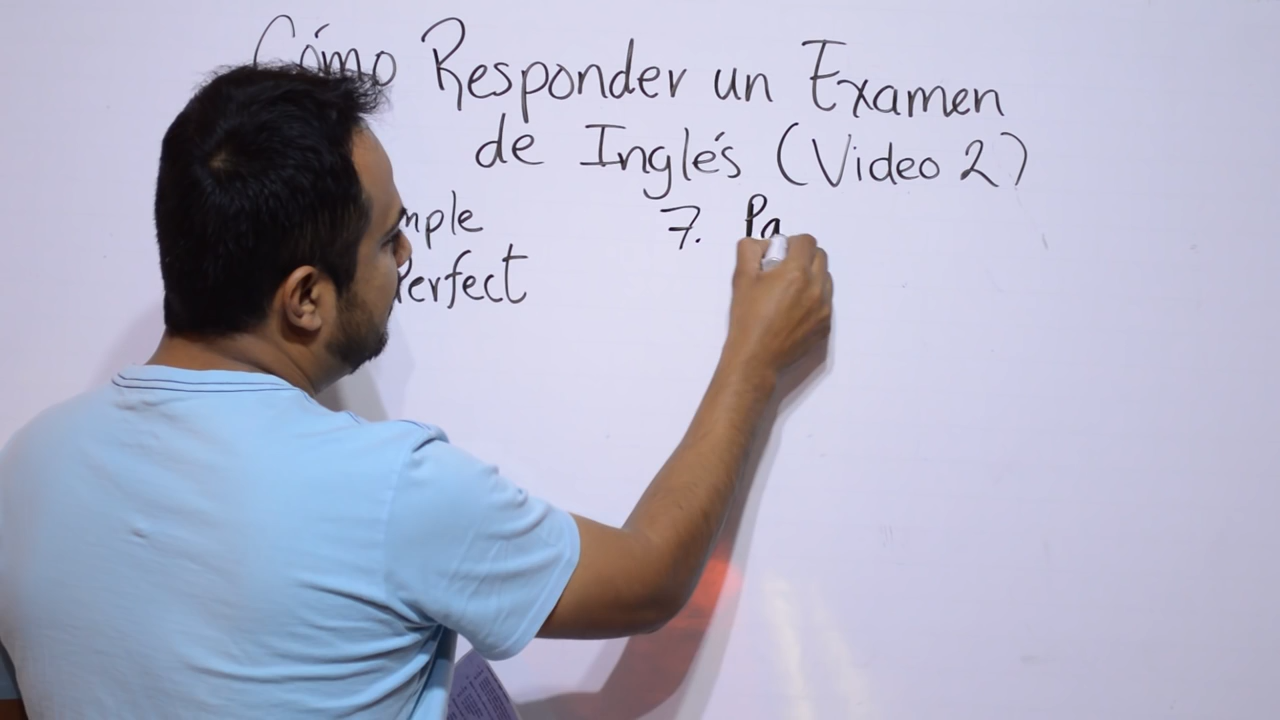 Cómo Responder un Examen
de Inglés (Video 2)
mple
Perfect
7. Pa